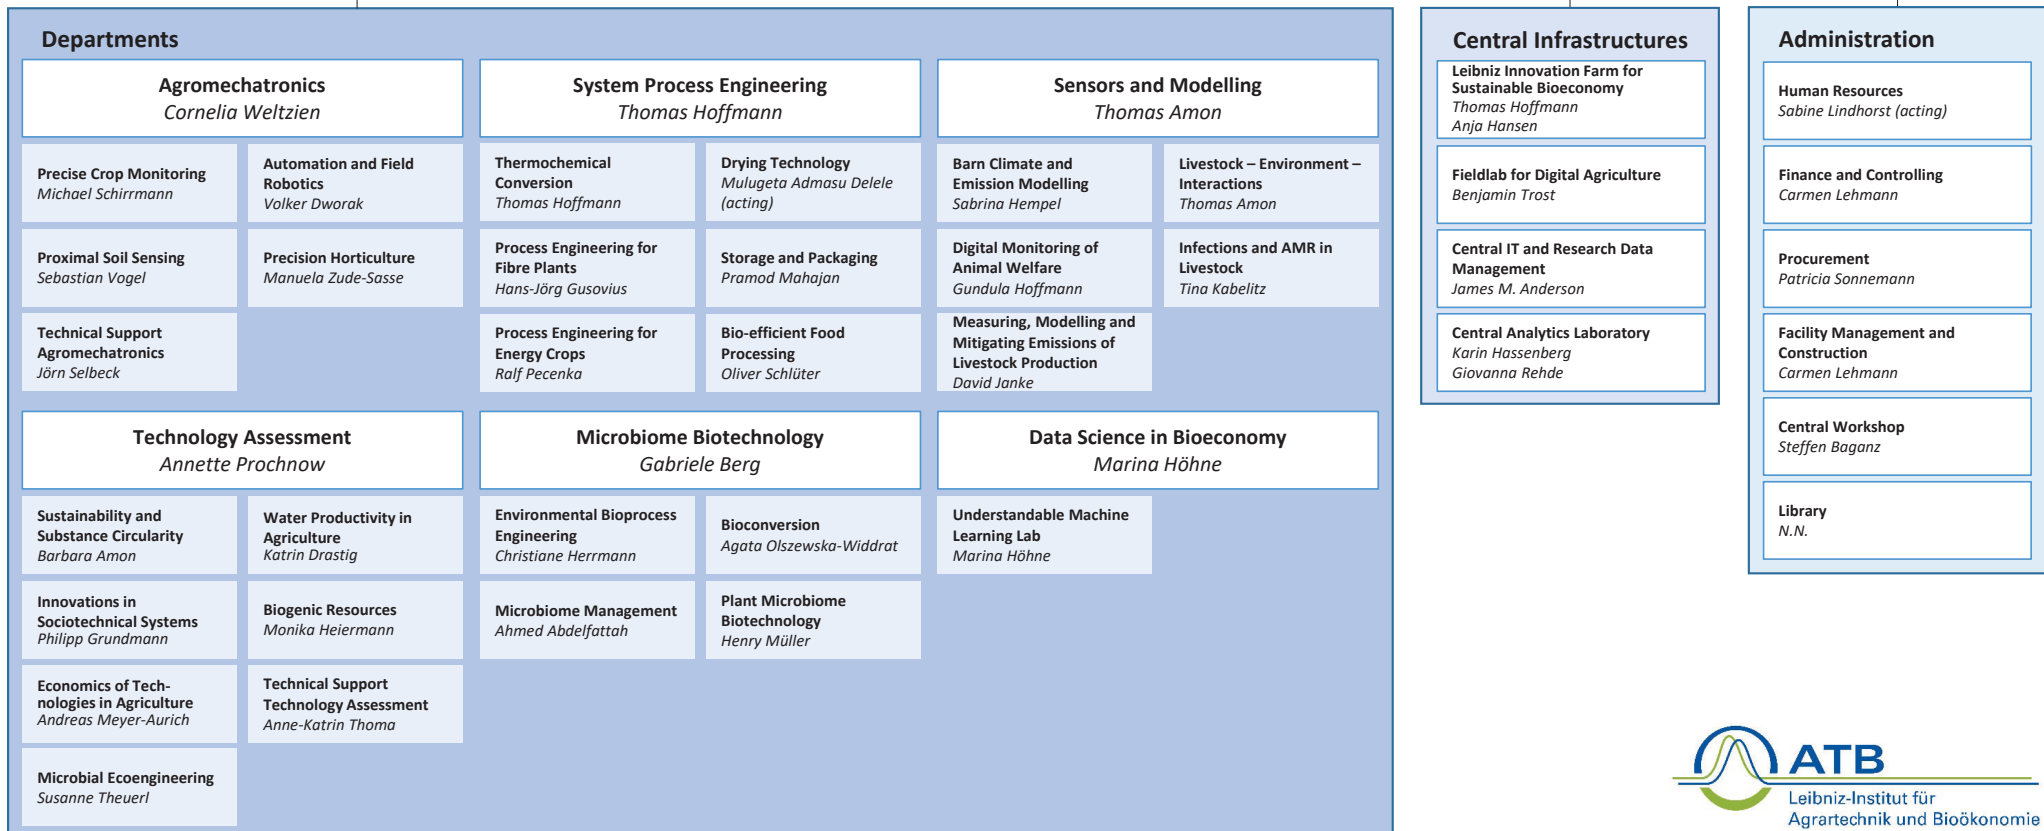 Departments
Agromechatronics
Cornelia Weltzien
Precise Crop Monitoring
Michael Schirrmann
Automation and Field
Robotics
Volker Dworak
Proximal Soil Sensing
Sebastian Vogel
Precision Horticulture
Manuela Zude-Sasse
Technical Support
Agromechatronics
Jörn Selbeck
System Process Engineering
Thomas Hoffmann
Thermochemical
Conversion
Thomas Hoffmann
Drying Technology
Mulugeta Admasu Delele
(acting)
Process Engineering for
Fibre Plants
Hans-Jörg Gusovius
Storage and Packaging
Pramod Mahajan
Process Engineering for
Energy Crops
Ralf Pecenka
Bio-efficient Food
Processing
Oliver Schlüter
Sensors and Modelling
Thomas Amon
Barn Climate and
Emission Modelling
Sabrina Hempel
Livestock – Environment –
Interactions
Thomas Amon
Digital Monitoring of
Animal Welfare
Gundula Hoffmann
Infections and AMR in
Livestock
Tina Kabelitz
Measuring, Modelling and
Mitigating Emissions of
Livestock Production
David Janke
Technology Assessment
Annette Prochnow
Sustainability and
Substance Circularity
Barbara Amon
Water Productivity in
Agriculture
Katrin Drastig
Innovations in
Sociotechnical Systems
Philipp Grundmann
Biogenic Resources
Monika Heiermann
Economics of Tech-
nologies in Agriculture
Andreas Meyer-Aurich
Technical Support
Technology Assessment
Anne-Katrin Thoma
Microbial Ecoengineering
Susanne Theuerl
Microbiome Biotechnology
Gabriele Berg
Environmental Bioprocess
Engineering
Christiane Herrmann
Bioconversion
Agata Olszewska-Widdrat
Microbiome Management
Ahmed Abdelfattah
Plant Microbiome
Biotechnology
Henry Müller
Data Science in Bioeconomy
Marina Höhne
Understandable Machine
Learning Lab
Marina Höhne
Central Infrastructures
Leibniz Innovation Farm for
Sustainable Bioeconomy
Thomas Hoffmann
Anja Hansen
Fieldlab for Digital Agriculture
Benjamin Trost
Central IT and Research Data
Management
James M. Anderson
Central Analytics Laboratory
Karin Hassenberg
Giovanna Rehde
Administration
Human Resources
Sabine Lindhorst (acting)
Finance and Controlling
Carmen Lehmann
Procurement
Patricia Sonnemann
Facility Management and
Construction
Carmen Lehmann
Central Workshop
Steffen Baganz
Library
N.N.
ATB
Leibniz-Institut für
Agrartechnik und Bioökonomie